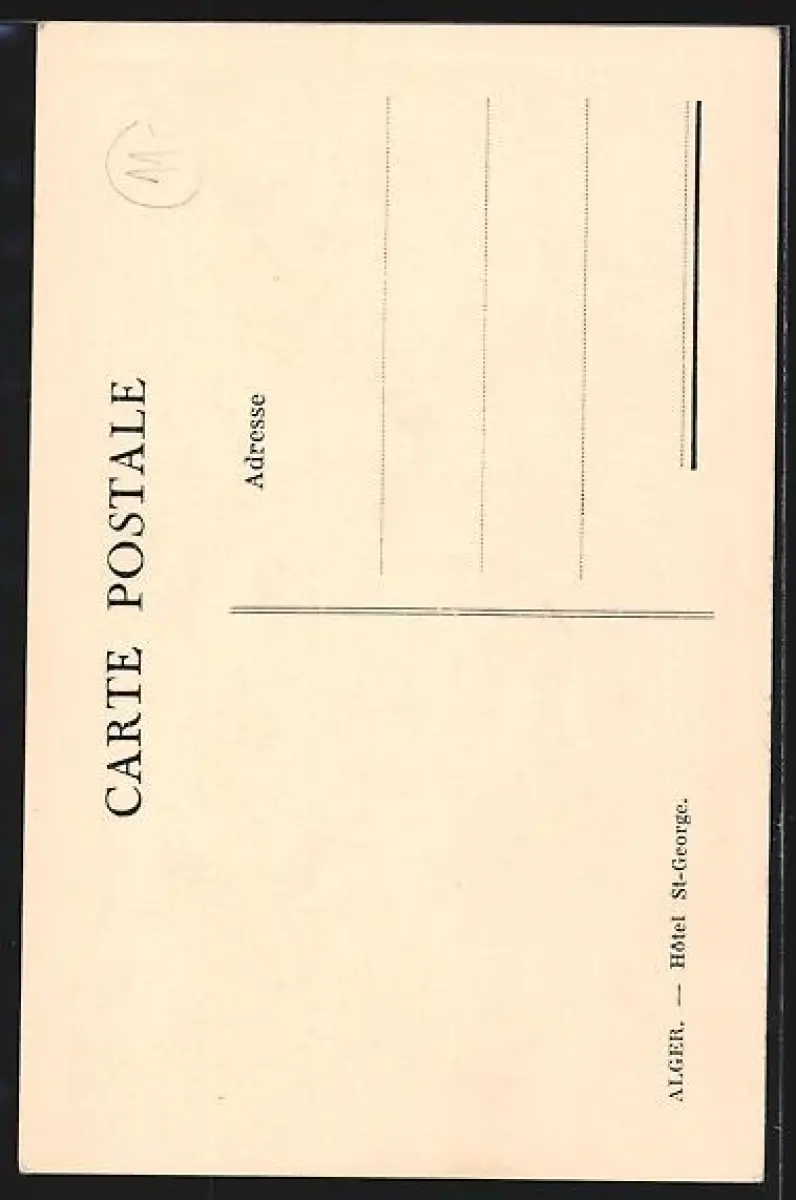 CARTE POSTALE
Adresse
ALGER. — Hôtel St-George.